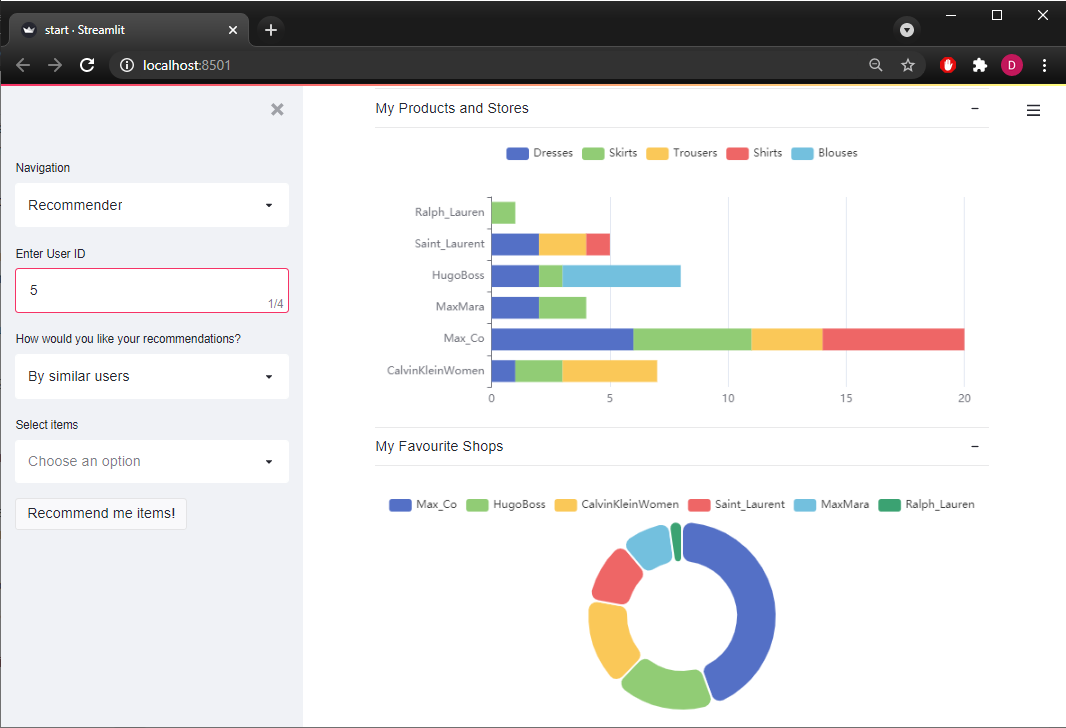 start · Streamlit
localhost:8501
D
Navigation
Recommender
Enter User ID
5
1/4
How would you like your recommendations?
By similar users
Select items
Choose an option
Recommend me items!
My Products and Stores
Dresses Skirts Trousers Shirts Blouses
Ralph_Lauren
Saint_Laurent
HugoBoss
MaxMara
Max_Co
CalvinKleinWomen
0 5 10 15 20
My Favourite Shops
Max_Co HugoBoss CalvinKleinWomen Saint_Laurent MaxMara Ralph_Lauren